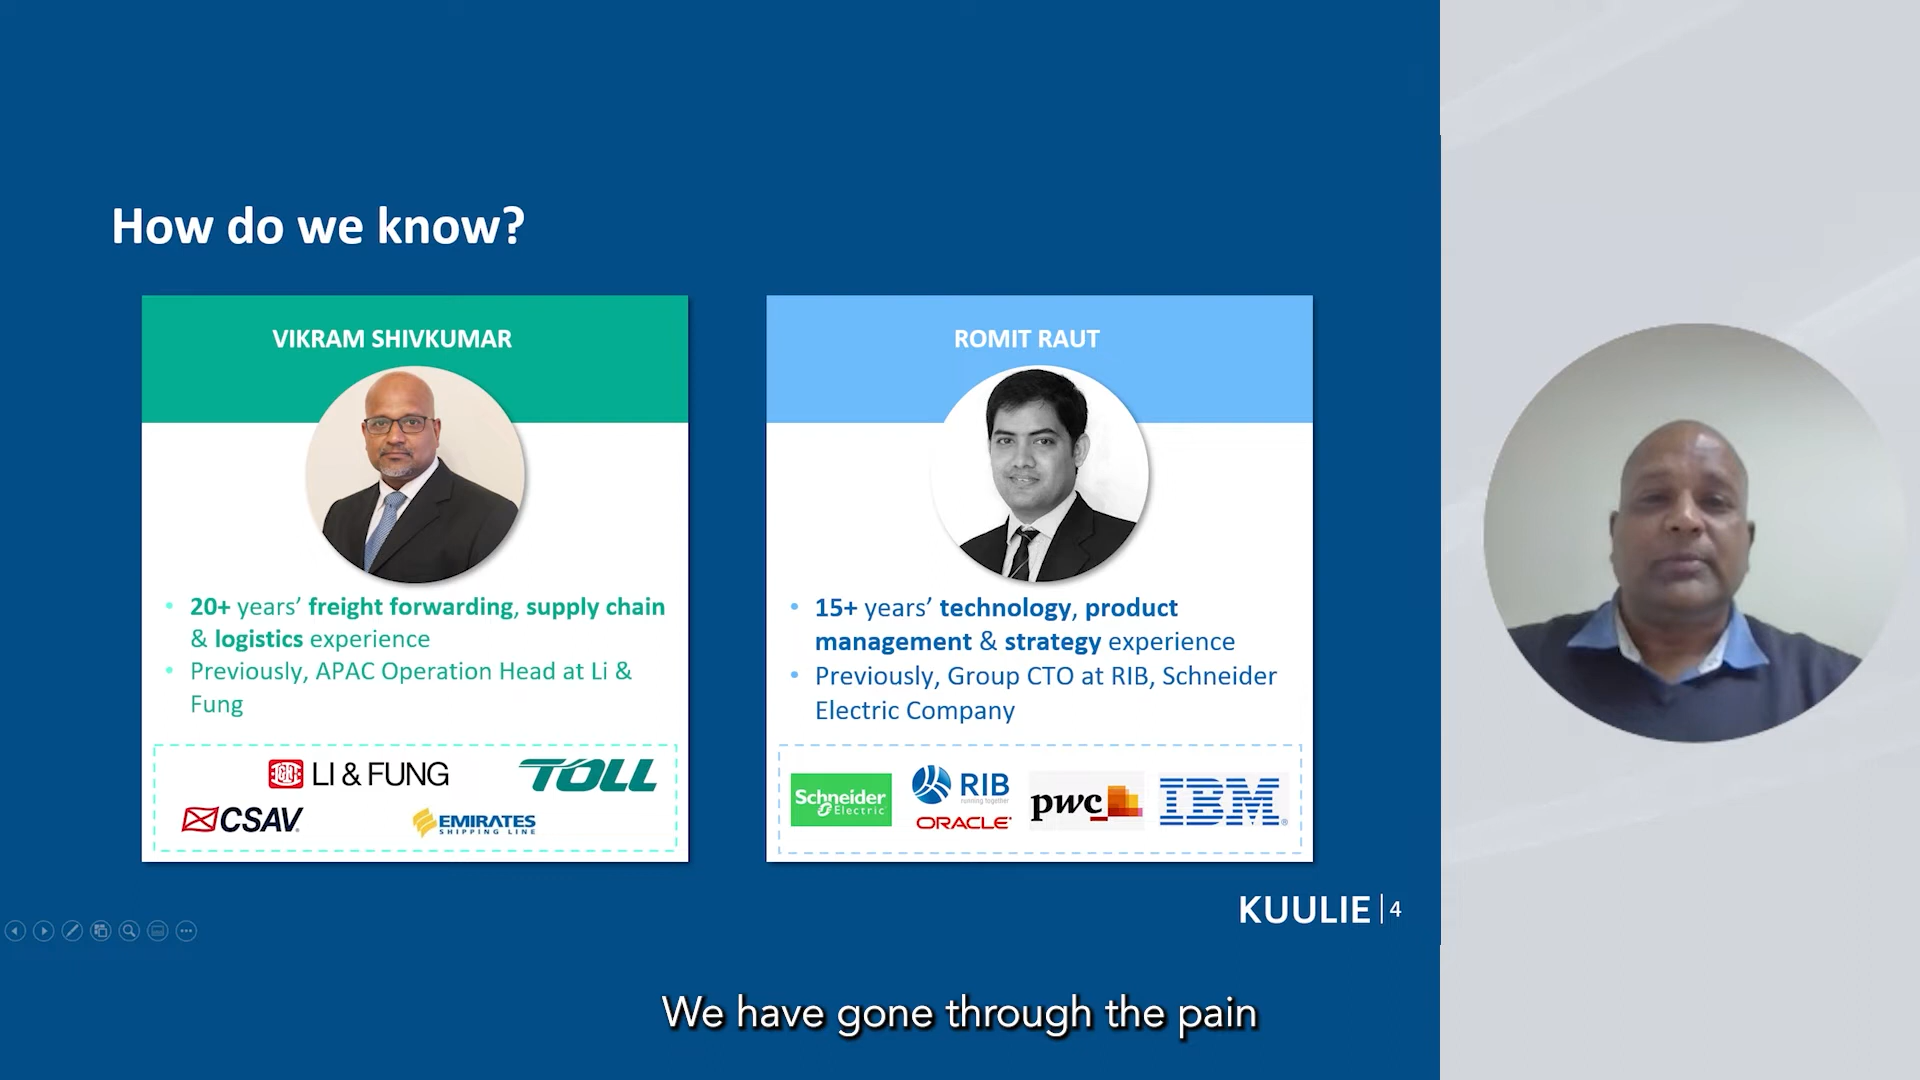 How do we know?
VIKRAM SHIVKUMAR
20+ years’ freight forwarding, supply chain
& logistics experience
Previously, APAC Operation Head at Li &
Fung
LI & FUNG
TOLL
CSAV
EMIRATES
SHIPPING LINE
ROMIT RAUT
15+ years’ technology, product
management & strategy experience
Previously, Group CTO at RIB, Schneider
Electric Company
Schneider
Electric
RIB
running together
ORACLE
pwc
IBM
KUULIE | 4
We have gone through the pain